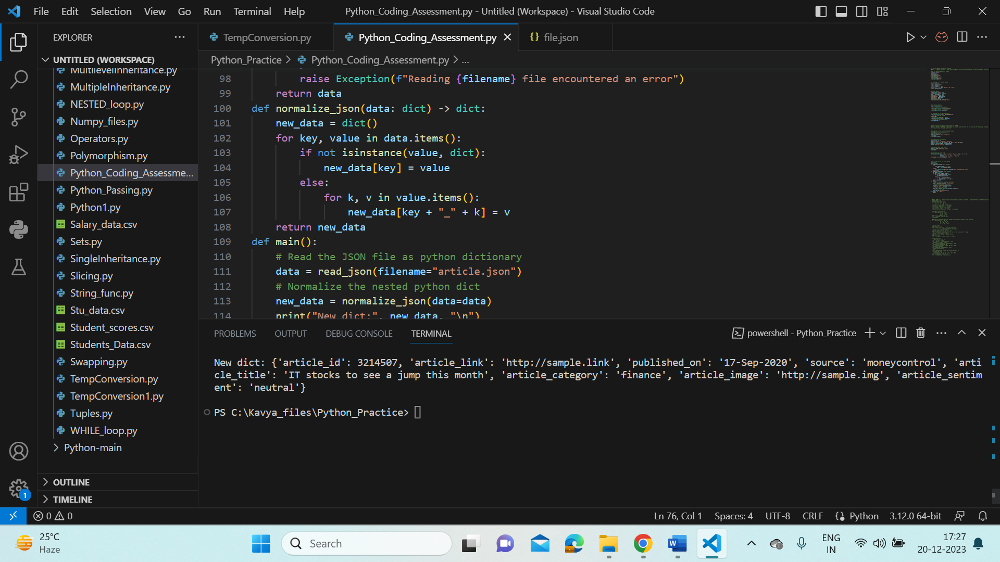 File Edit Selection View Go Run Terminal Help
Python_Coding_Assessment.py - Untitled (Workspace) - Visual Studio Code
EXPLORER
UNTITLED (WORKSPACE)
MultilevelInheritance.py
MultipleInheritance.py
NESTED_loop.py
Numpy_files.py
Operators.py
Polymorphism.py
Python_Coding_Assessme...
Python_Passing.py
Python1.py
Salary_data.csv
Sets.py
SingleInheritance.py
Slicing.py
String_func.py
Stu_data.csv
Student_scores.csv
Students_Data.csv
Swapping.py
TempConversion.py
TempConversion1.py
Tuples.py
WHILE_loop.py
Python-main
OUTLINE
TIMELINE
TempConversion.py
Python_Coding_Assessment.py
{} file.json
Python_Practice > Python_Coding_Assessment.py > ...
98 raise Exception(f"Reading {filename} file encountered an error")
99 return data
100 def normalize_json(data: dict) -> dict:
101 new_data = dict()
102 for key, value in data.items():
103 if not isinstance(value, dict):
104 new_data[key] = value
105 else:
106 for k, v in value.items():
107 new_data[key + "_" + k] = v
108 return new_data
109 def main():
110 # Read the JSON file as python dictionary
111 data = read_json(filename="article.json")
112 # Normalize the nested python dict
113 new_data = normalize_json(data=data)
114 print("New dict:", new_data, "\n")
PROBLEMS OUTPUT DEBUG CONSOLE TERMINAL
powershell - Python_Practice
New dict: {'article_id': 3214507, 'article_link': 'http://sample.link', 'published_on': '17-Sep-2020', 'source': 'moneycontrol', 'arti
cle_title': 'IT stocks to see a jump this month', 'article_category': 'finance', 'article_image': 'http://sample.img', 'article_sentim
ent': 'neutral'}
PS C:\Kavya_files\Python_Practice>
1
0 0
Ln 76, Col 1 Spaces: 4 UTF-8 CRLF {} Python 3.12.0 64-bit
25°C
Haze
Search
W
ENG
IN
17:27
20-12-2023